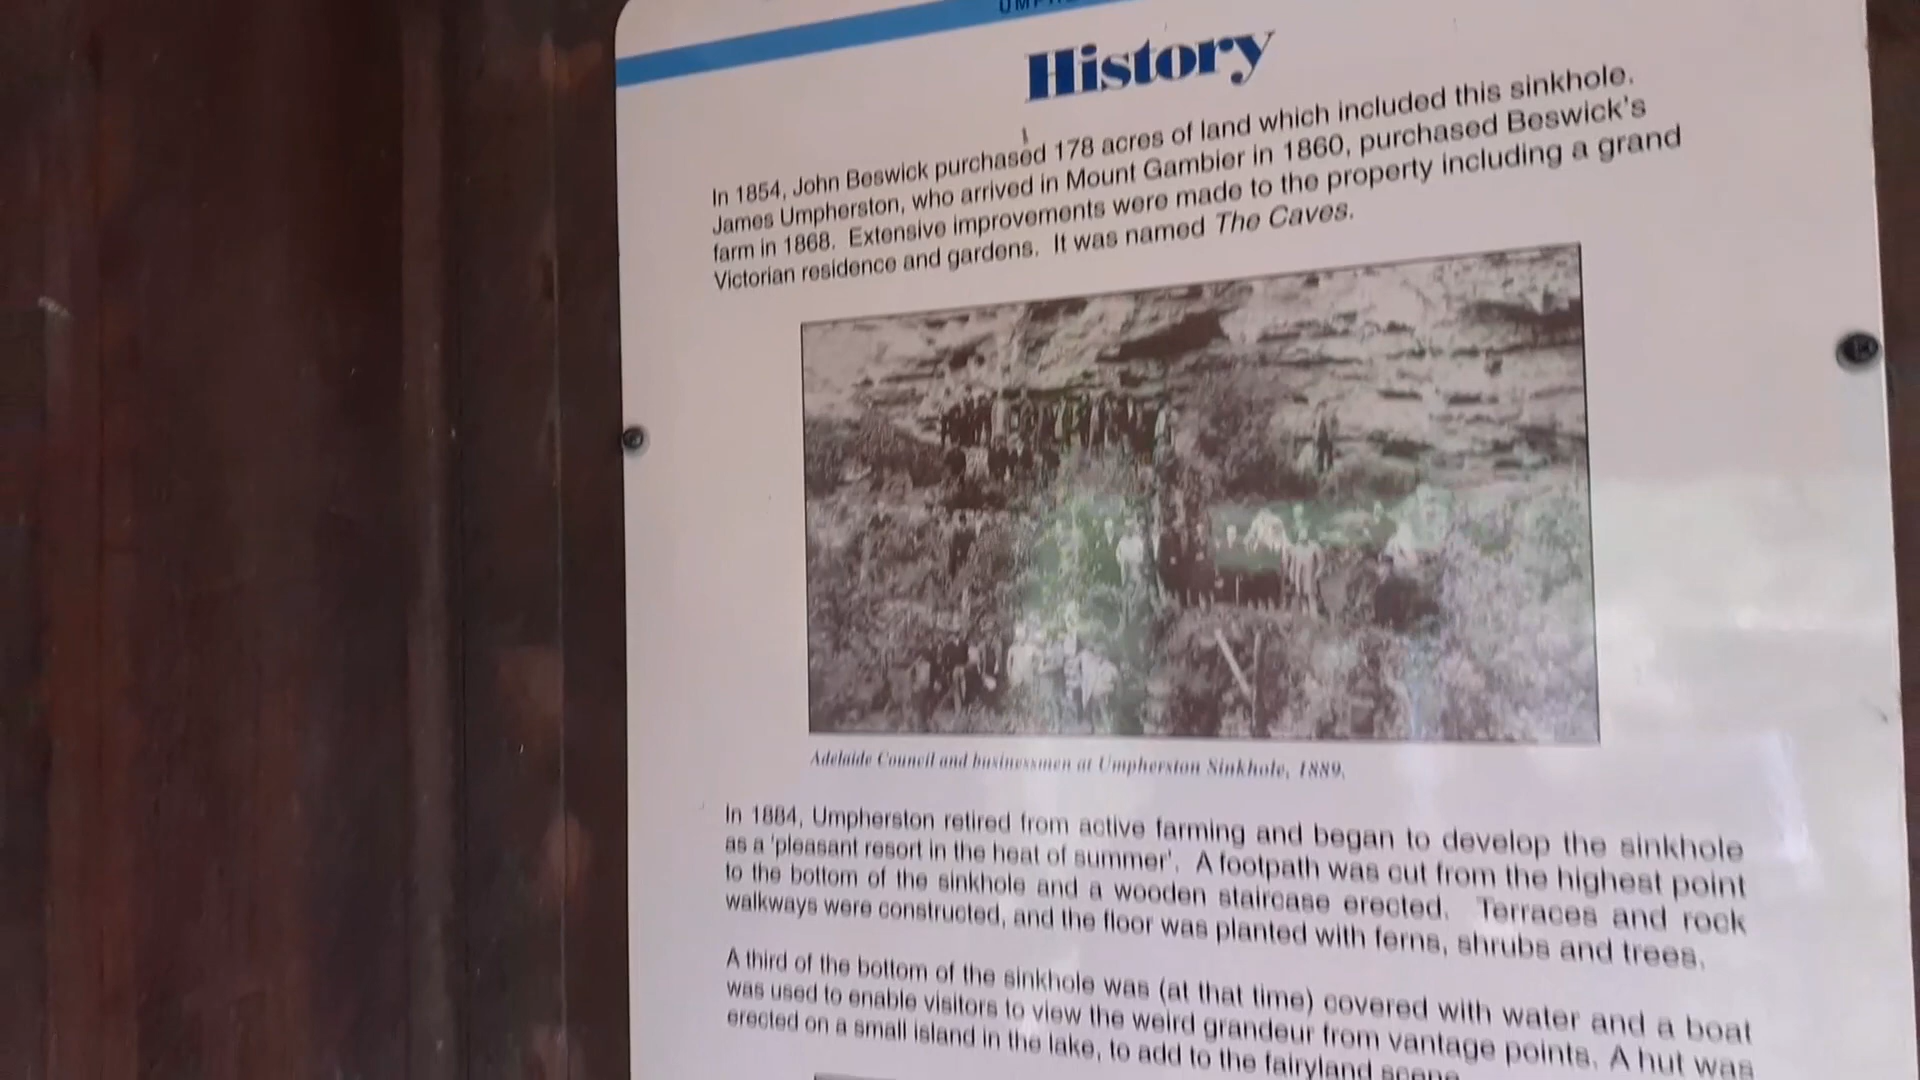 History
In 1854, John Beswick purchased 178 acres of land which included this sinkhole.
James Umpherston, who arrived in Mount Gambier in 1860, purchased Beswick's
farm in 1868. Extensive improvements were made to the property including a grand
Victorian residence and gardens. It was named The Caves.
Adelaide Council and businessmen at Umpherston Sinkhole, 1889.
In 1884, Umpherston retired from active farming and began to develop the sinkhole
as a 'pleasant resort in the heat of summer'. A footpath was cut from the highest point
to the bottom of the sinkhole and a wooden staircase erected. Terraces and rock
walkways were constructed, and the floor was planted with ferns, shrubs and trees.
A third of the bottom of the sinkhole was (at that time) covered with water and a boat
was used to enable visitors to view the weird grandeur from vantage points. A hut was
erected on a small island in the lake, to add to the fairyland scene